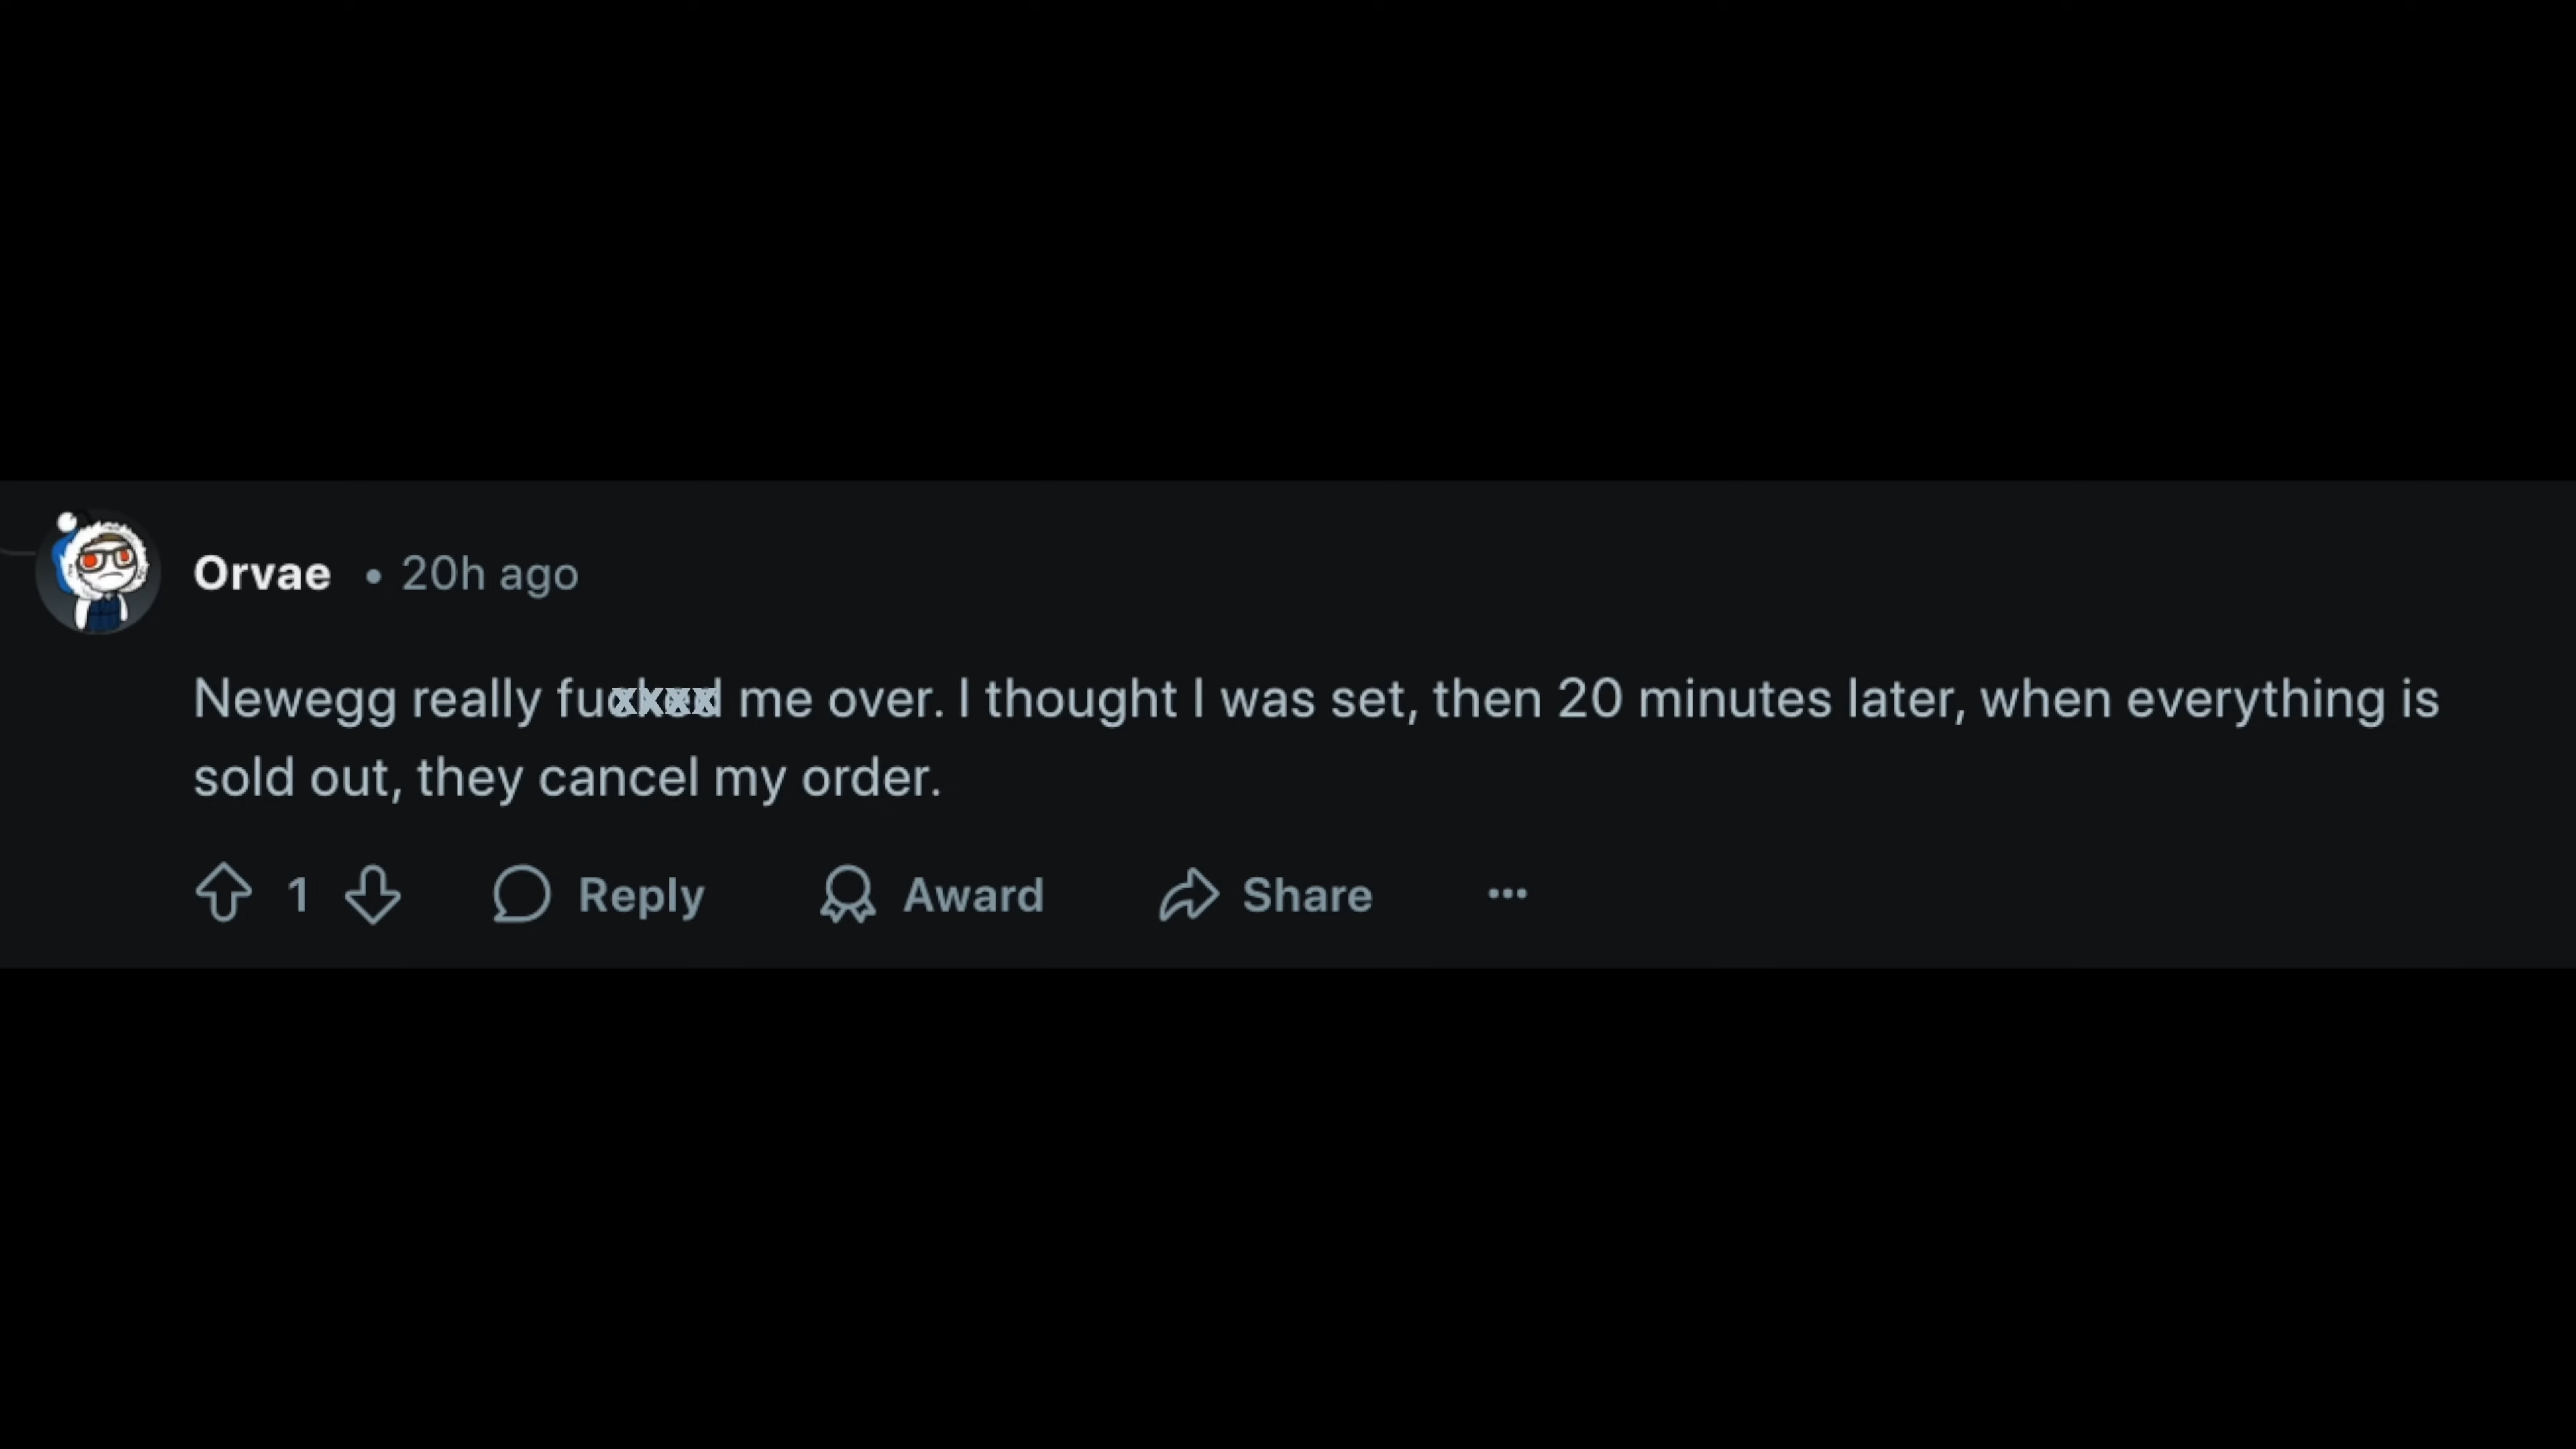 Orvae • 20h ago
Newegg really fucked me over. I thought I was set, then 20 minutes later, when everything is
sold out, they cancel my order.
1 Reply Award Share ...